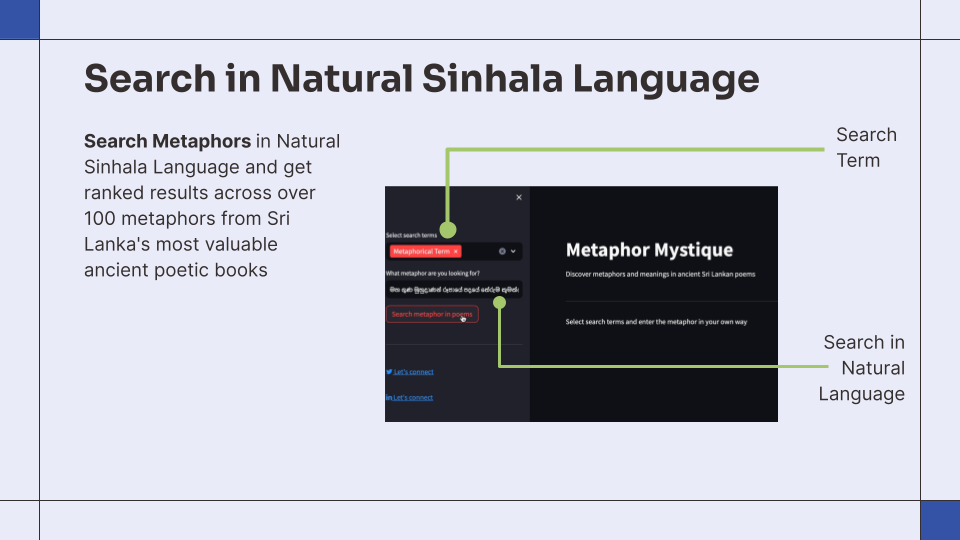 Search in Natural Sinhala Language
Search Metaphors in Natural
Sinhala Language and get
ranked results across over
100 metaphors from Sri
Lanka's most valuable
ancient poetic books
Search
Term
Select search terms
Metaphorical Term ×
What metaphor are you looking for?
Search metaphor in poems
Let's connect
Let's connect
Metaphor Mystique
Discover metaphors and meanings in ancient Sri Lankan poems
Select search terms and enter the metaphor in your own way
Search in
Natural
Language